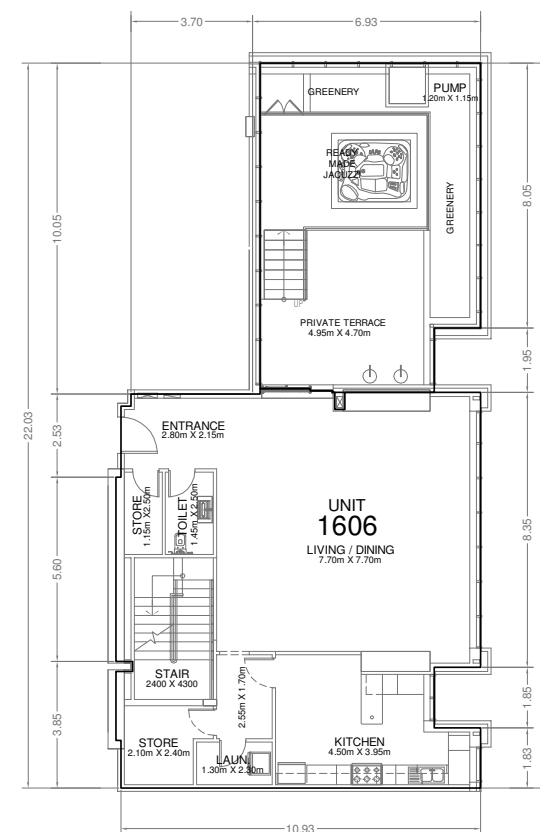 3.70
6.93
GREENERY
PUMP
1.20m X 1.15m
READY
MADE
JACUZZI
GREENERY
10.05
8.05
UP
PRIVATE TERRACE
4.95m X 4.70m
1.95
22.03
2.53
ENTRANCE
2.80m X 2.15m
STORE
1.15m X2.50m
TOILET
1.45m X 2.50m
UNIT
1606
LIVING / DINING
7.70m X 7.70m
8.35
5.60
STAIR
2400 X 4300
2.55m X 1.70m
1.85
3.85
STORE
2.10m X 2.40m
LAUN.
1.30m X 2.30m
KITCHEN
4.50m X 3.95m
1.83
10.93